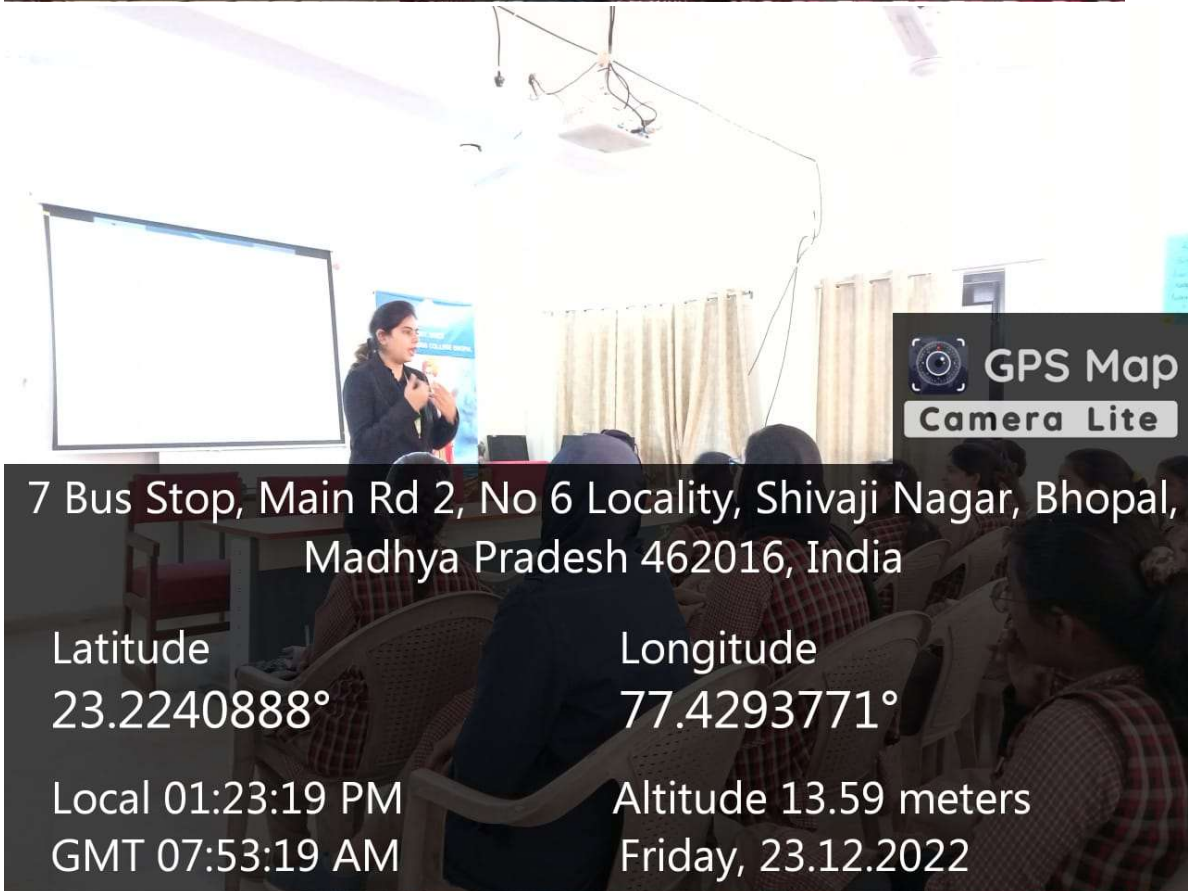 COLLEGE BHOPAL
GPS Map
Camera Lite
7 Bus Stop, Main Rd 2, No 6 Locality, Shivaji Nagar, Bhopal,
Madhya Pradesh 462016, India
Latitude
23.2240888°
Longitude
77.4293771°
Local 01:23:19 PM
GMT 07:53:19 AM
Altitude 13.59 meters
Friday, 23.12.2022